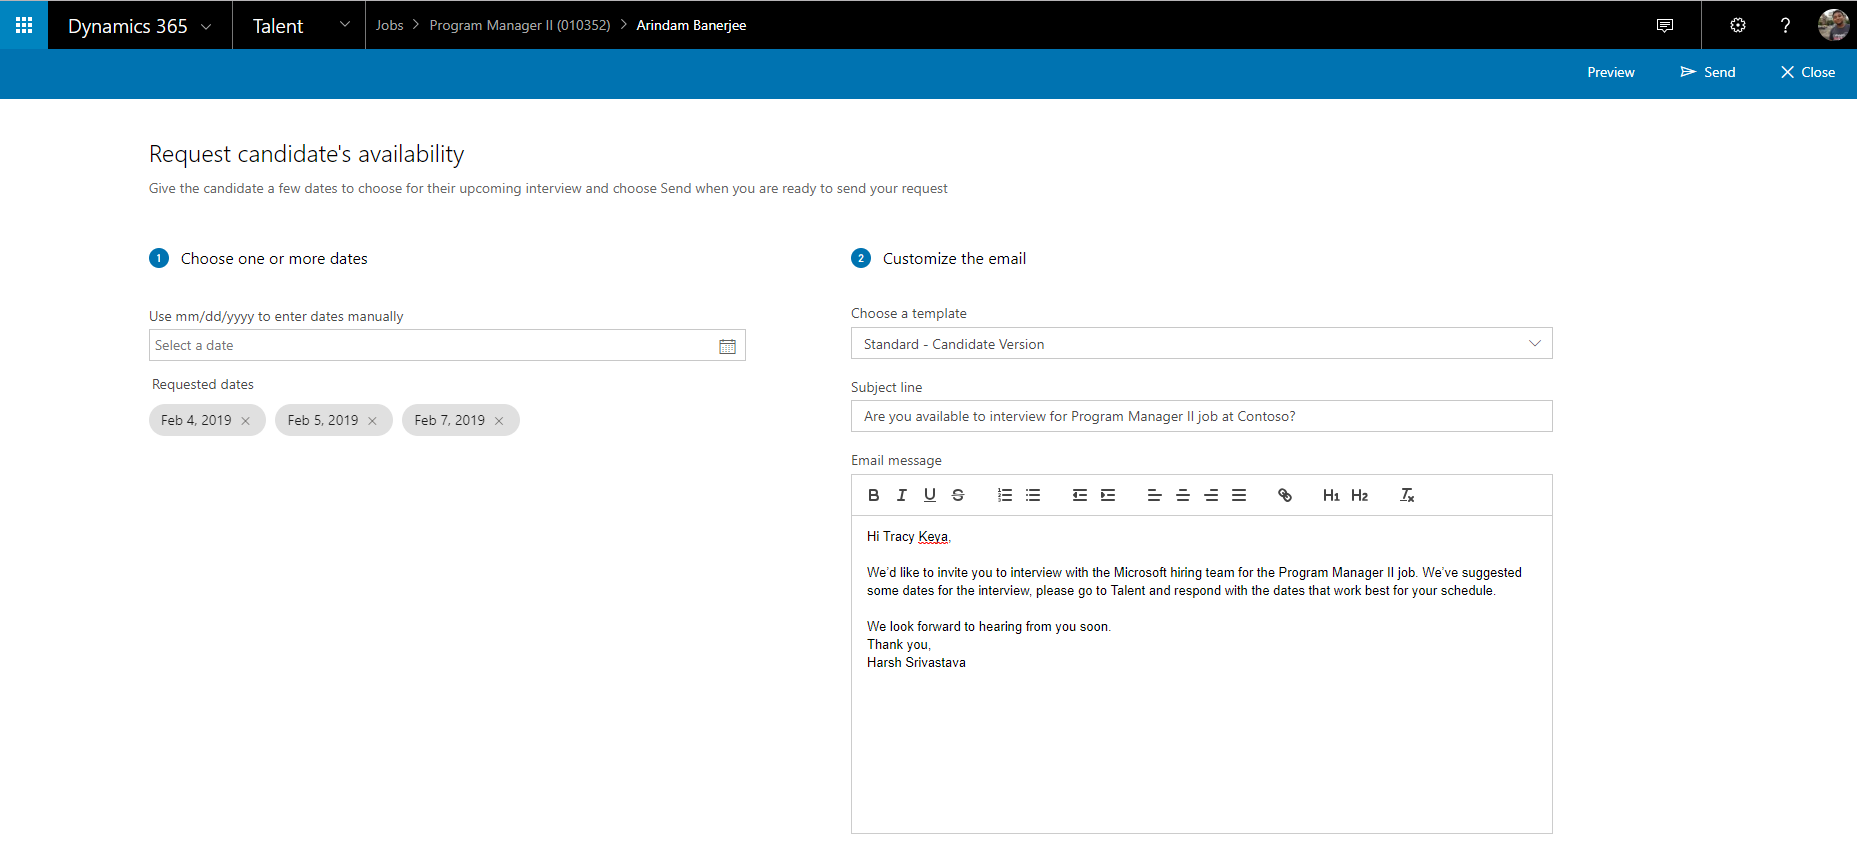 Dynamics 365
Talent
Jobs > Program Manager II (010352) > Arindam Banerjee
?
Preview
Send
Close
Request candidate's availability
Give the candidate a few dates to choose for their upcoming interview and choose Send when you are ready to send your request
1 Choose one or more dates
Use mm/dd/yyyy to enter dates manually
Select a date
Requested dates
Feb 4, 2019
Feb 5, 2019
Feb 7, 2019
2 Customize the email
Choose a template
Standard - Candidate Version
Subject line
Are you available to interview for Program Manager II job at Contoso?
Email message
B I U S H1 H2 Tx
Hi Tracy Keya,
We'd like to invite you to interview with the Microsoft hiring team for the Program Manager II job. We've suggested
some dates for the interview, please go to Talent and respond with the dates that work best for your schedule.
We look forward to hearing from you soon.
Thank you,
Harsh Srivastava